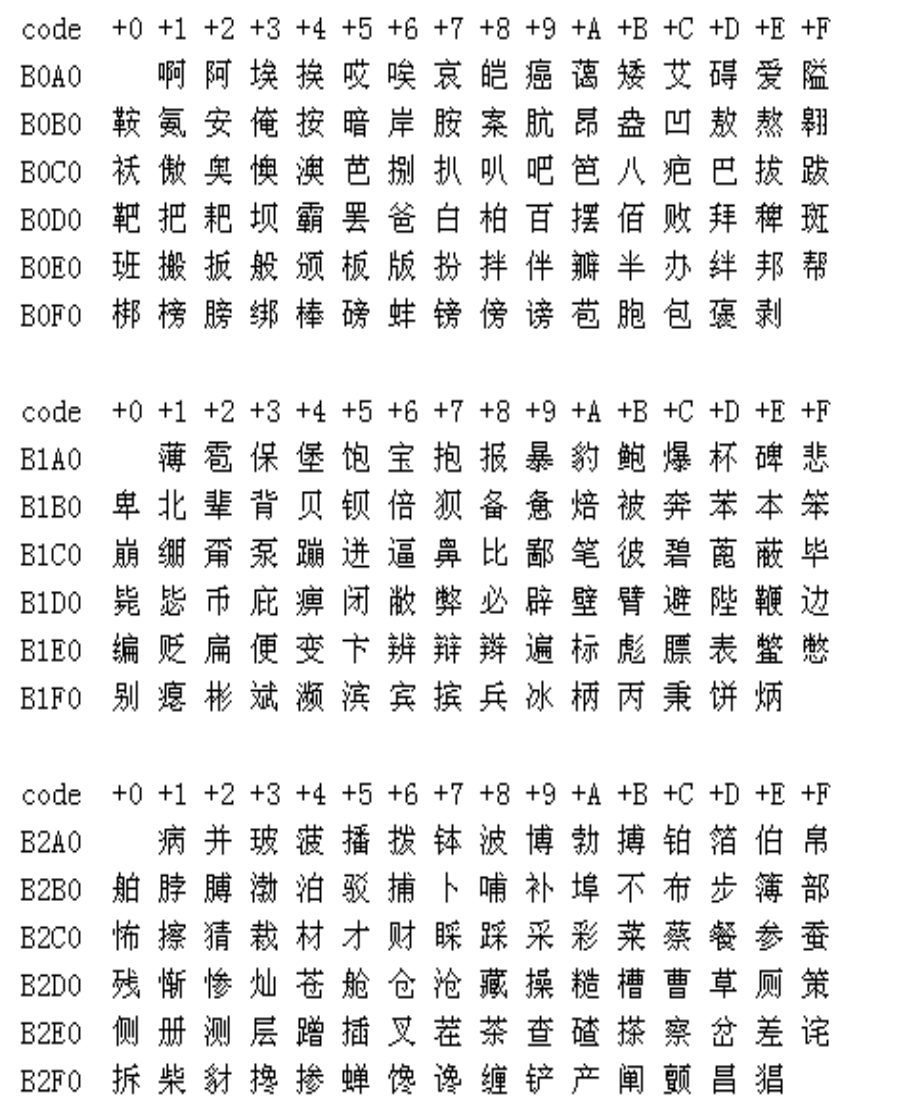 code +0 +1 +2 +3 +4 +5 +6 +7 +8 +9 +A +B +C +D +E +F
B0A0 啊 阿 埃 挨 哎 唉 哀 皑 癌 蔼 矮 艾 碍 爱 隘
B0B0 鞍 氨 安 俺 按 暗 岸 胺 案 肮 昂 盎 凹 敖 熬 翱
B0C0 袄 傲 奥 懊 澳 芭 捌 扒 叭 吧 笆 八 疤 巴 拔 跋
B0D0 靶 把 耙 坝 霸 罢 爸 白 柏 百 摆 佰 败 拜 稗 斑
B0E0 班 搬 扳 般 颁 板 版 扮 拌 伴 瓣 半 办 绊 邦 帮
B0F0 梆 榜 膀 绑 棒 磅 蚌 镑 傍 谤 苞 胞 包 褒 剥
code +0 +1 +2 +3 +4 +5 +6 +7 +8 +9 +A +B +C +D +E +F
B1A0 薄 雹 保 堡 饱 宝 抱 报 暴 豹 鲍 爆 杯 碑 悲
B1B0 卑 北 辈 背 贝 钡 倍 狈 备 惫 焙 被 奔 苯 本 笨
B1C0 崩 绷 甭 泵 蹦 迸 逼 鼻 比 鄙 笔 彼 碧 蓖 蔽 毕
B1D0 毙 毖 币 庇 痹 闭 敝 弊 必 辟 壁 臂 避 陛 鞭 边
B1E0 编 贬 扁 便 变 卞 辨 辩 辫 遍 标 彪 膘 表 鳖 憋
B1F0 别 瘪 彬 斌 濒 滨 宾 摈 兵 冰 柄 丙 秉 饼 炳
code +0 +1 +2 +3 +4 +5 +6 +7 +8 +9 +A +B +C +D +E +F
B2A0 病 并 玻 菠 播 拨 钵 波 博 勃 搏 铂 箔 伯 帛
B2B0 舶 脖 膊 渤 泊 驳 捕 卜 哺 补 埠 不 布 步 簿 部
B2C0 怖 擦 猜 裁 材 才 财 睬 踩 采 彩 菜 蔡 餐 参 蚕
B2D0 残 惭 惨 灿 苍 舱 仓 沧 藏 操 糙 槽 曹 草 厕 策
B2E0 侧 册 测 层 蹭 插 叉 茬 茶 查 碴 搽 察 岔 差 诧
B2F0 拆 柴 豺 搀 掺 蝉 馋 谗 缠 铲 产 阐 颤 昌 猖